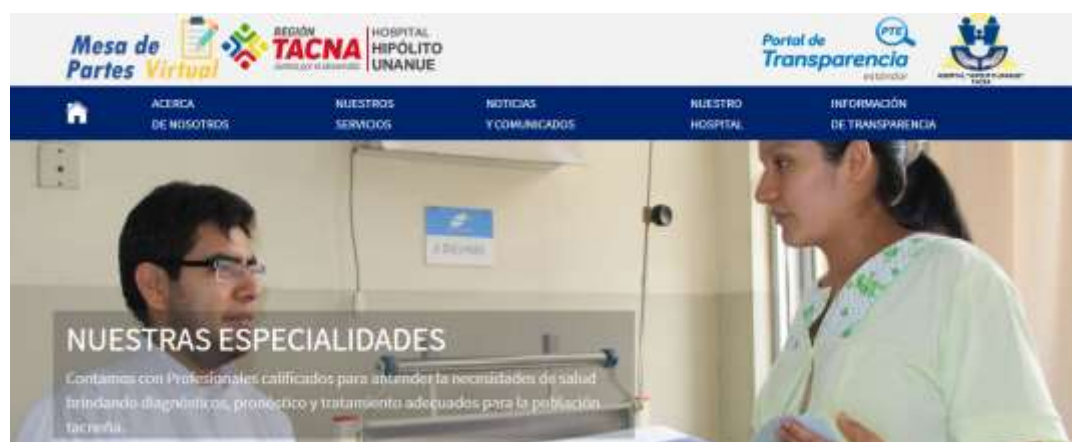 Mesa de
Partes Virtual
REGIÓN
TACNA
HOSPITAL
HIPÓLITO
UNANUE
Portal de
Transparencia
estándar
PTE
ACERCA
DE NOSOTROS
NUESTROS
SERVICIOS
NOTICIAS
Y COMUNICADOS
NUESTRO
HOSPITAL
INFORMACIÓN
DE TRANSPARENCIA
NUESTRAS ESPECIALIDADES
Contamos con Profesionales calificados para antender la necesidades de salud
brindando diagnósticos, pronóstico y tratamiento adecuados para la población
tacneña.